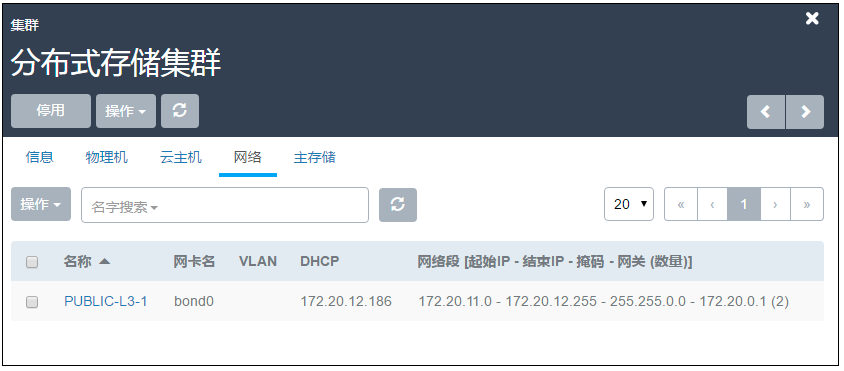 集群
分布式存储集群
停用 操作
信息 物理机 云主机 网络 主存储
操作 名字搜索 20 « ‹ 1 › »
名称 网卡名 VLAN DHCP 网络段 [起始IP - 结束IP - 掩码 - 网关 (数量)]
PUBLIC-L3-1 bond0 172.20.12.186 172.20.11.0 - 172.20.12.255 - 255.255.0.0 - 172.20.0.1 (2)